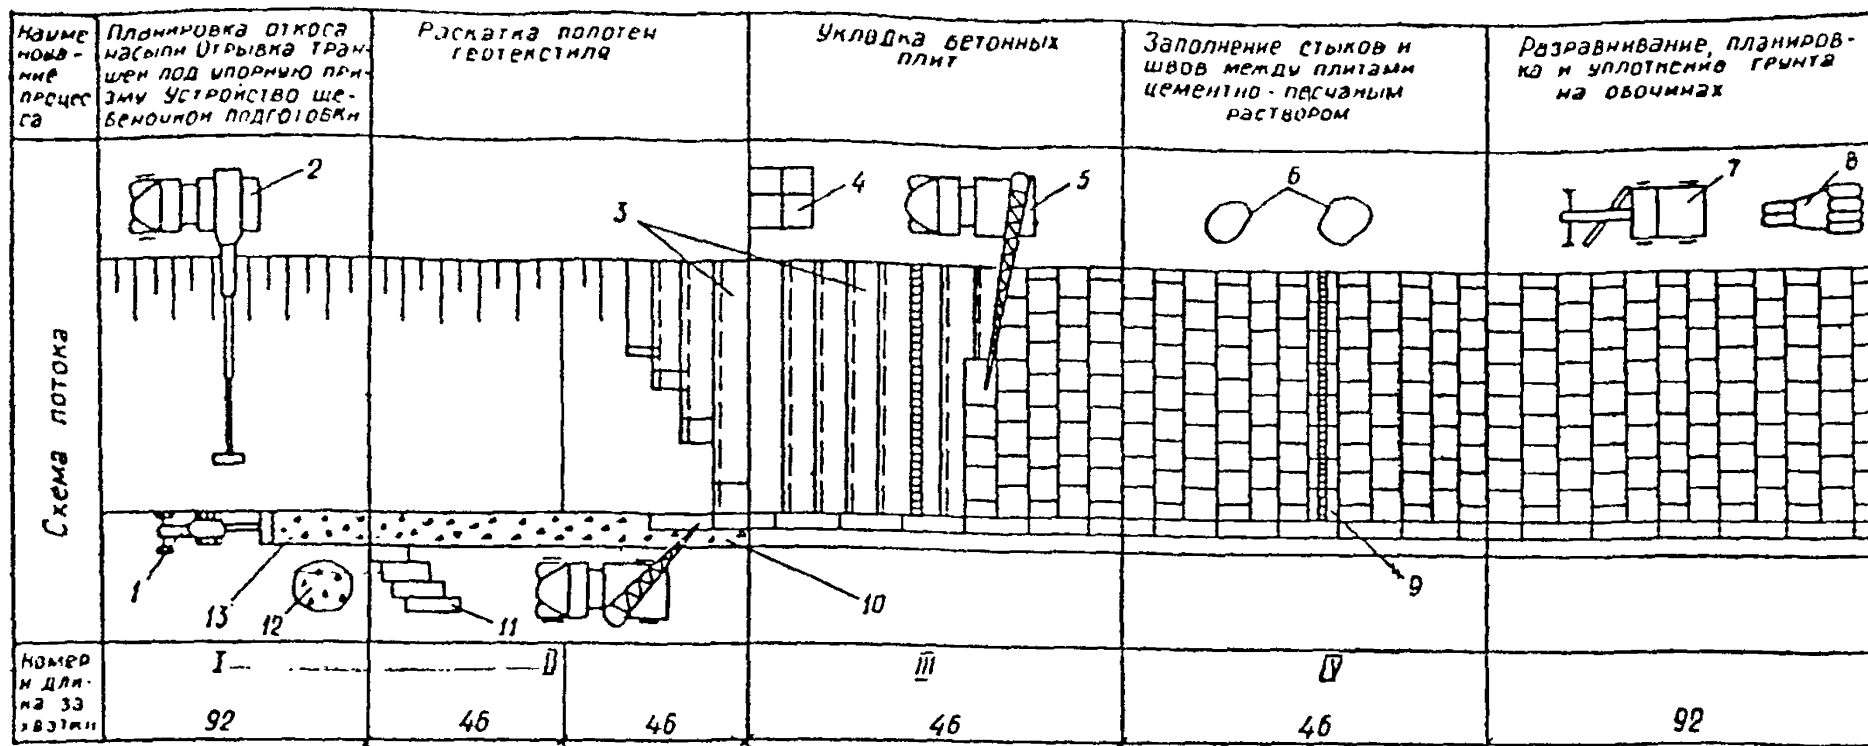 Наиме
нова-
ние
процес
са
Планировка откоса
насыпи Отрывка тран-
шеи под упорную при-
зму Устройство ще-
беночной подготовки
Раскатка полотен
геотекстиля
Укладка бетонных
плит
Заполнение стыков и
швов между плитами
цементно-песчаным
раствором
Разравнивание, планиров-
ка и уплотнение грунта
на обочинах
Схема потока
2
3
4
5
6
7
8
1
13
12
11
10
9
Номер
и дли-
на за
хватки
I
II
III
IV
92
46
46
46
46
92